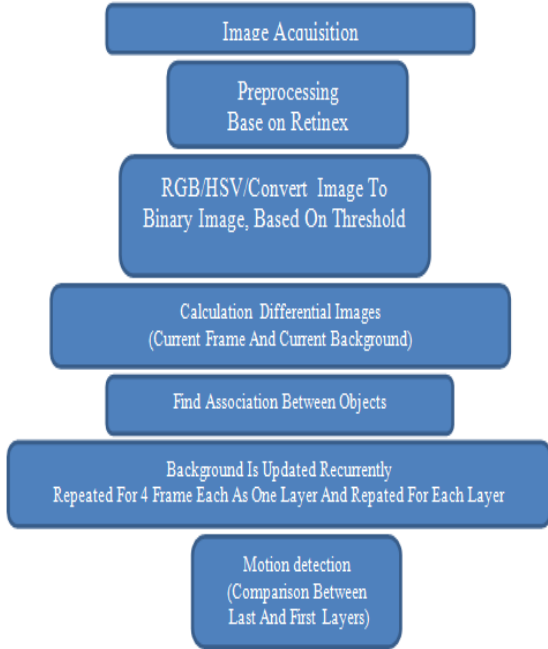 Image Acquisition
Preprocessing
Base on Retinex
RGB/HSV/Convert Image To
Binary Image, Based On Threshold
Calculation Differential Images
(Current Frame And Current Background)
Find Association Between Objects
Background Is Updated Recurrently
Repeated For 4 Frame Each As One Layer And Repated For Each Layer
Motion detection
(Comparison Between
Last And First Layers)